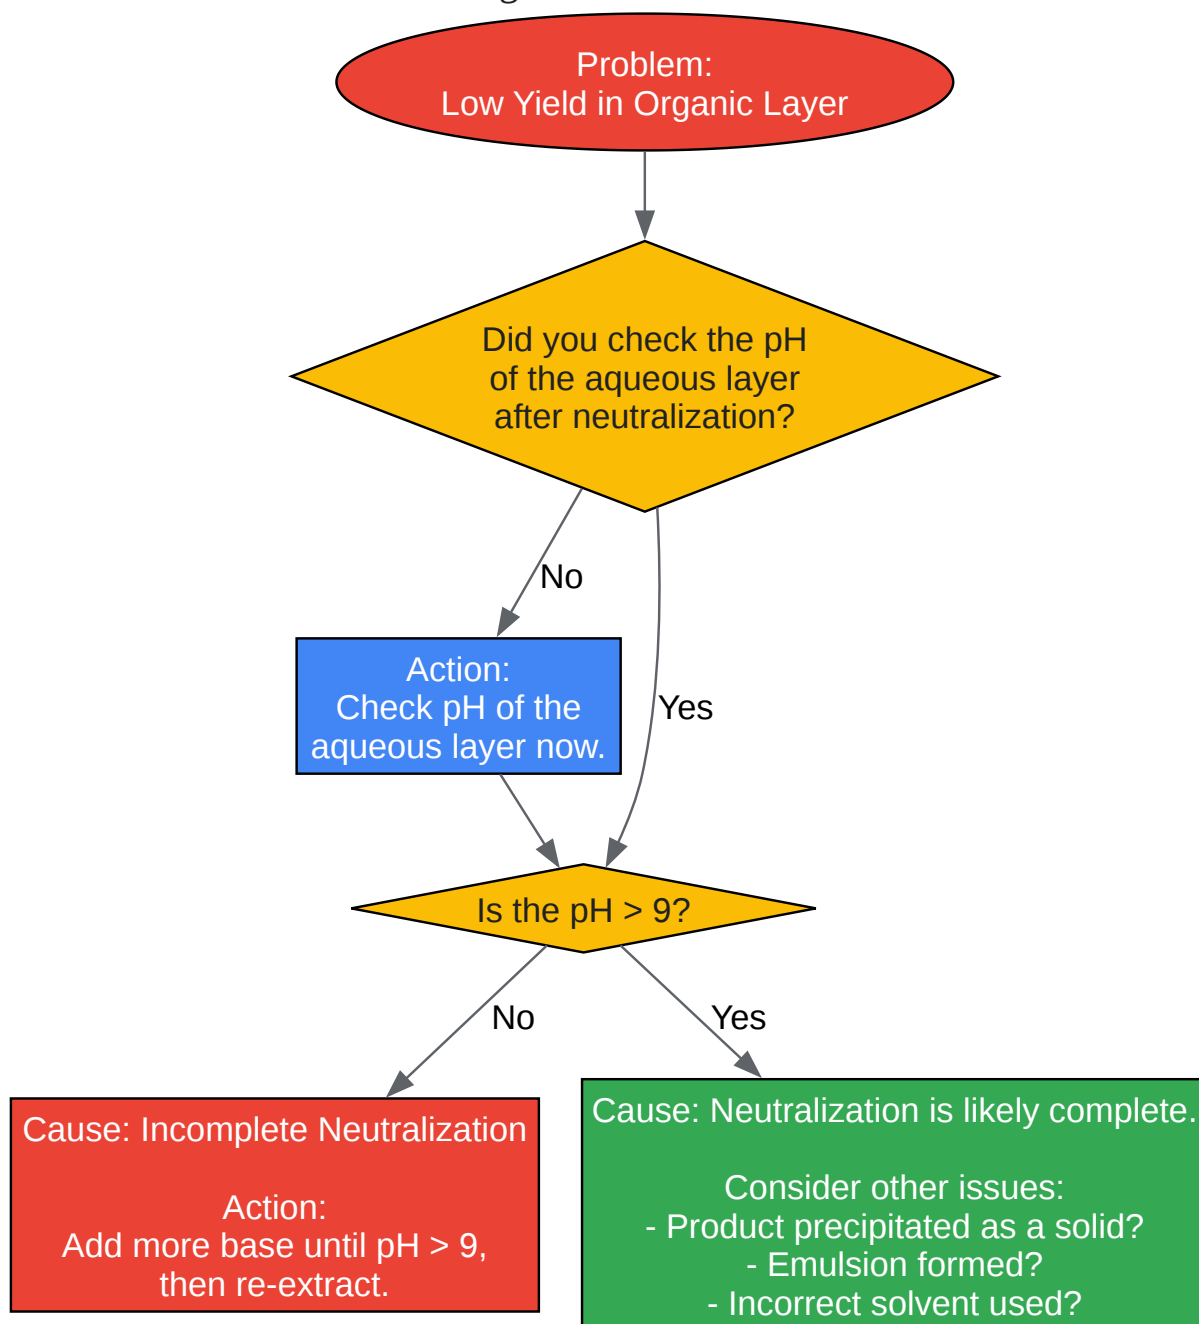 Problem:
Low Yield in Organic Layer
Did you check the pH
of the aqueous layer
after neutralization?
No
Action:
Check pH of the
aqueous layer now.
Yes
Is the pH > 9?
No
Yes
Cause: Incomplete Neutralization
Action:
Add more base until pH > 9,
then re-extract.
Cause: Neutralization is likely complete.
Consider other issues:
- Product precipitated as a solid?
- Emulsion formed?
- Incorrect solvent used?